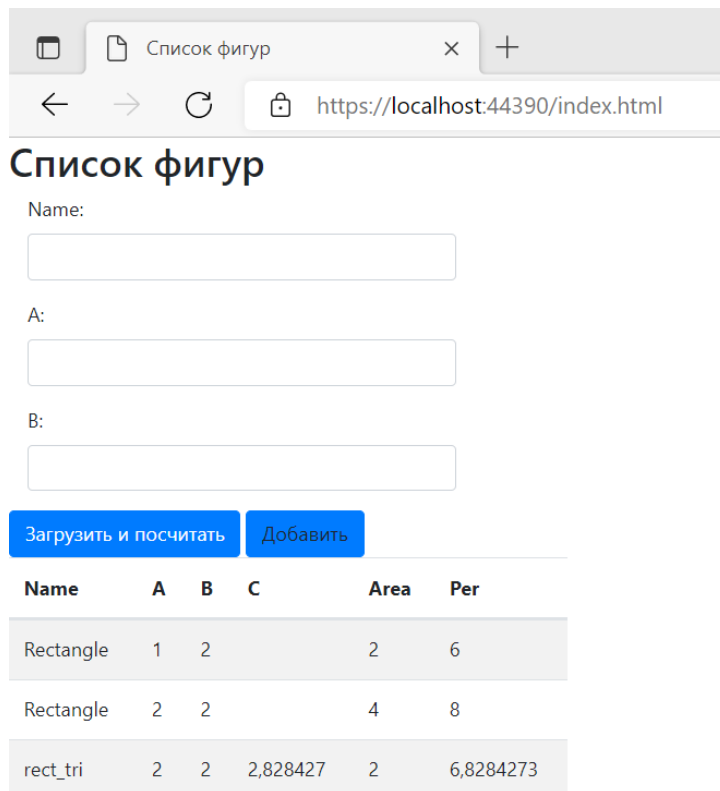 Список фигур
https://localhost:44390/index.html
Список фигур
Name:
A:
B:
Загрузить и посчитать Добавить
Name A B C Area Per
Rectangle 1 2 2 6
Rectangle 2 2 4 8
rect_tri 2 2 2,828427 2 6,8284273